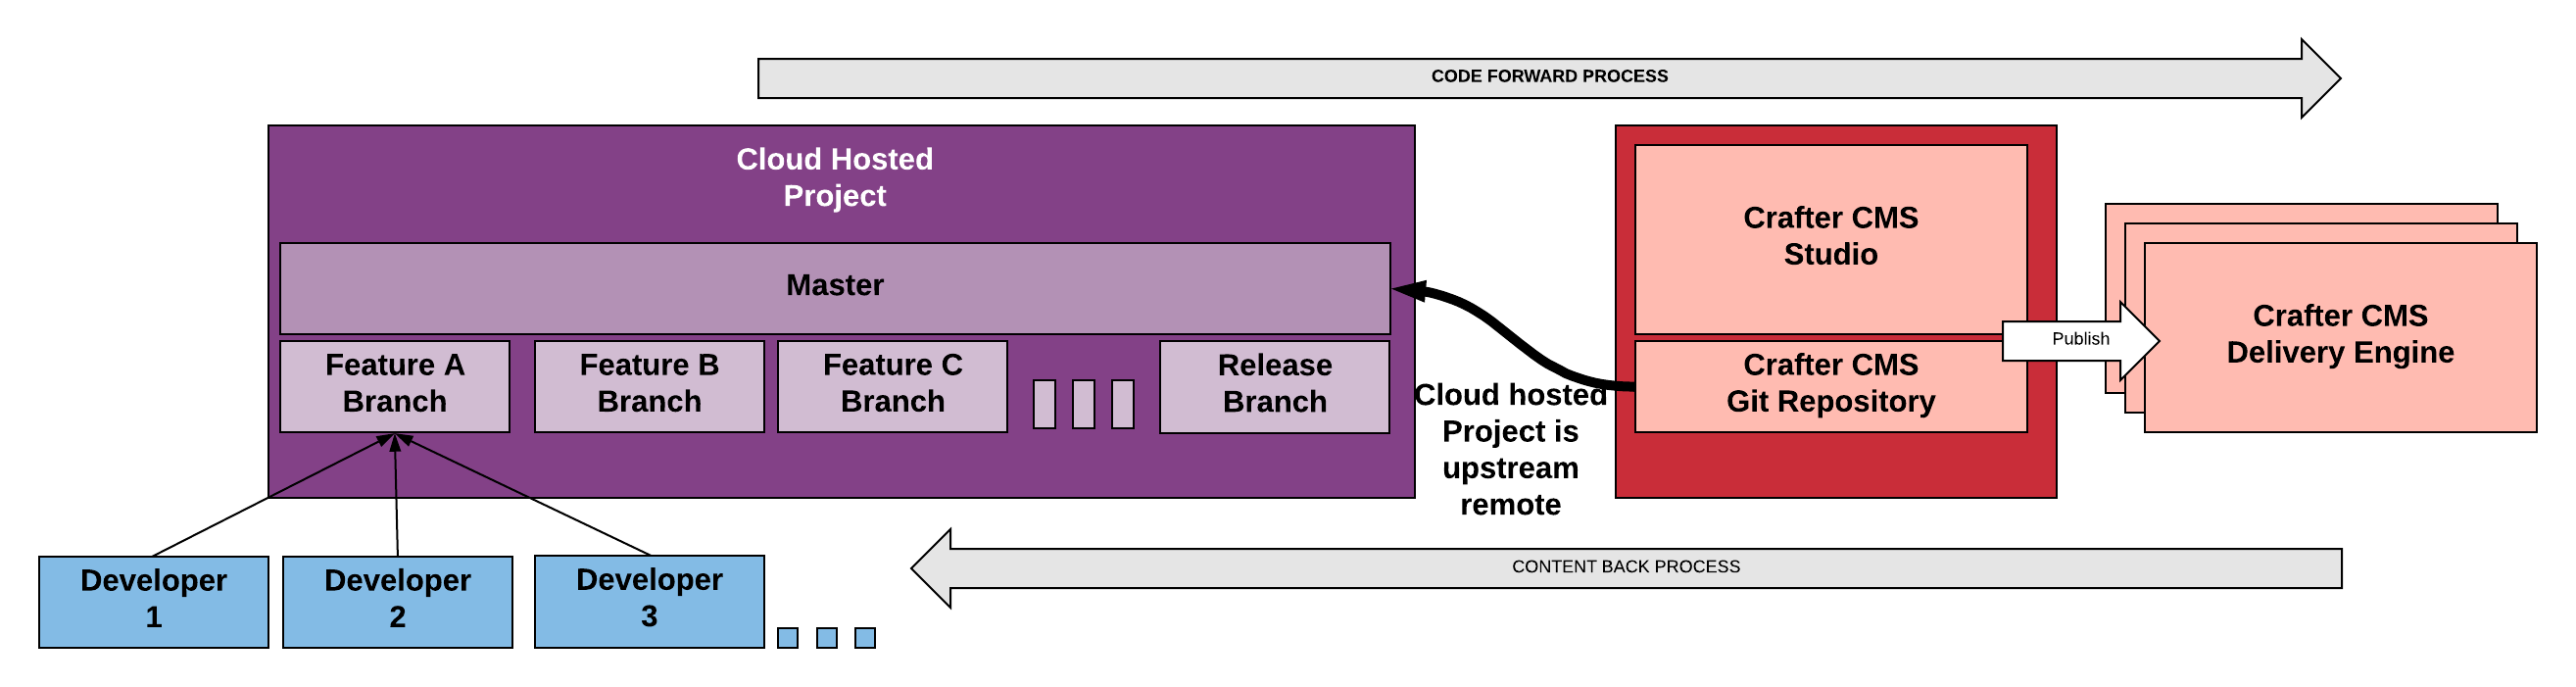 CODE FORWARD PROCESS
Cloud Hosted
Project
Master
Feature A
Branch
Feature B
Branch
Feature C
Branch
Release
Branch
Cloud hosted
Project is
upstream
remote
Crafter CMS
Studio
Crafter CMS
Git Repository
Publish
Crafter CMS
Delivery Engine
CONTENT BACK PROCESS
Developer
1
Developer
2
Developer
3